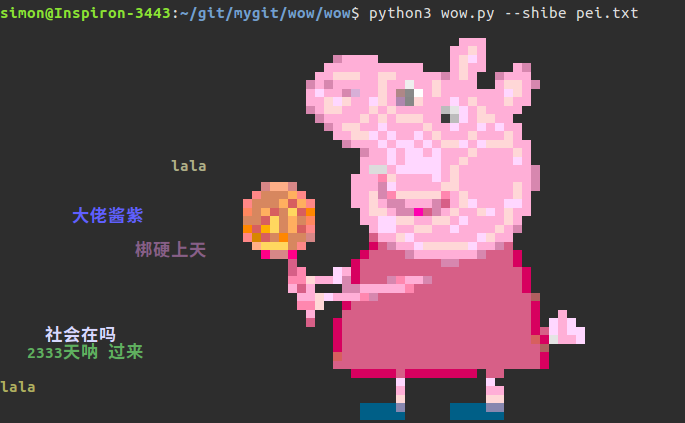 simon@Inspiron-3443:~/git/mygit/wow/wow$ python3 wow.py --shibe pei.txt
lala
大佬酱紫
梆硬上天
社会在吗
2333天呐 过来
lala